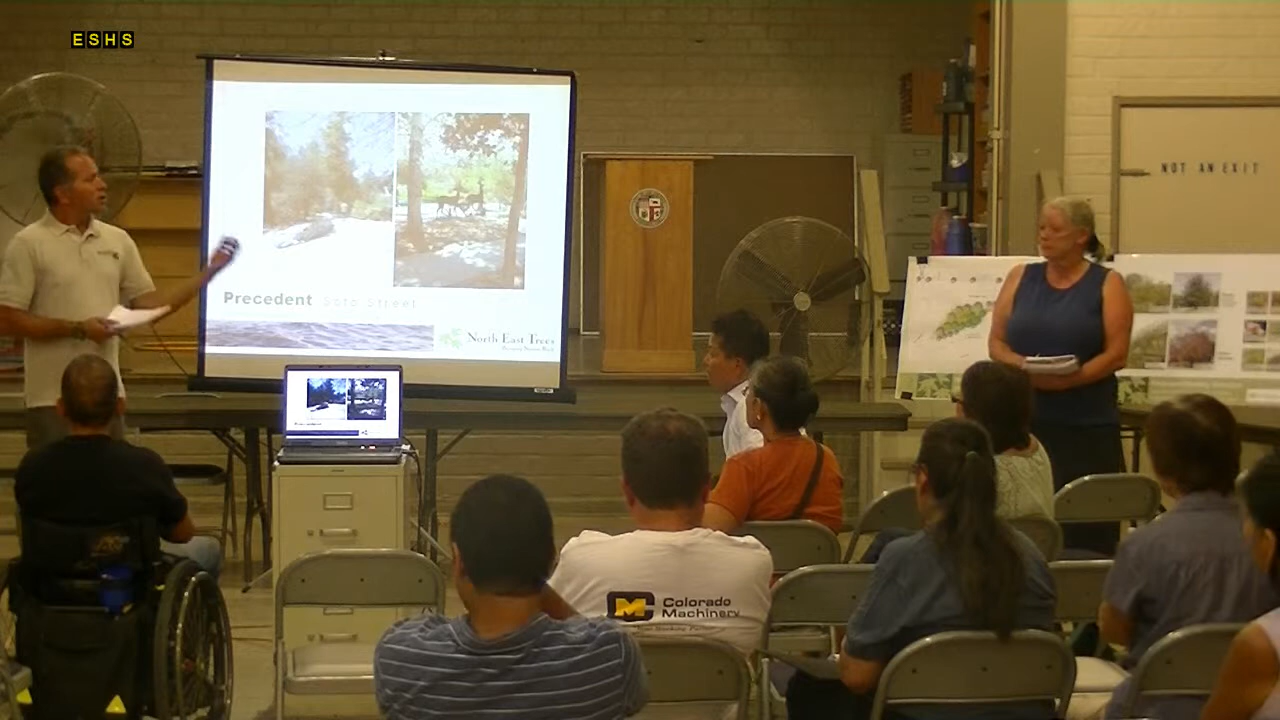 ESHS
NOT AN EXIT
Precedent Soto Street
North East Trees
Colorado
Machinery